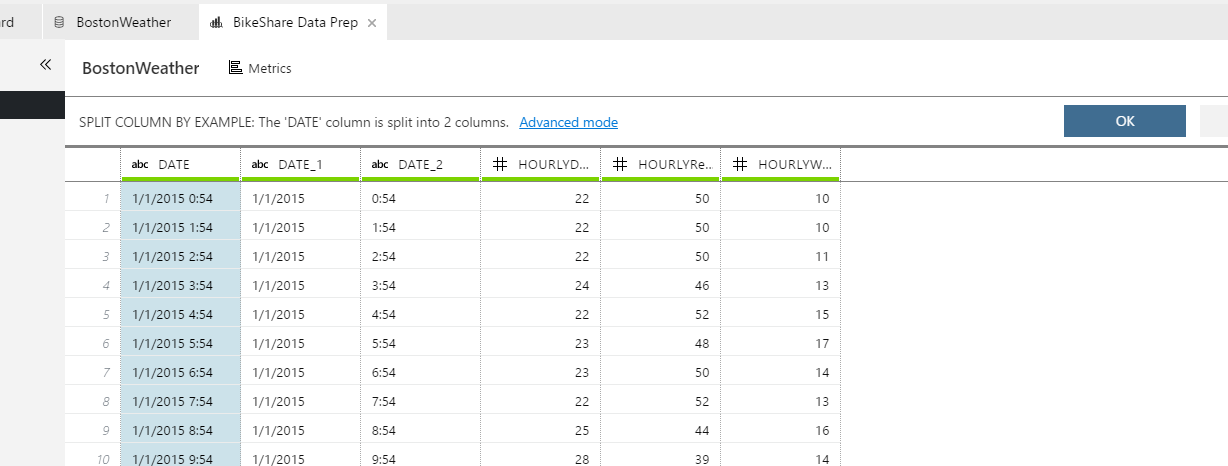 rd BostonWeather BikeShare Data Prep ×
« BostonWeather Metrics
SPLIT COLUMN BY EXAMPLE: The 'DATE' column is split into 2 columns. Advanced mode OK
abc DATE abc DATE_1 abc DATE_2 # HOURLYD... # HOURLYRe... # HOURLYW...
1 1/1/2015 0:54 1/1/2015 0:54 22 50 10
2 1/1/2015 1:54 1/1/2015 1:54 22 50 10
3 1/1/2015 2:54 1/1/2015 2:54 22 50 11
4 1/1/2015 3:54 1/1/2015 3:54 24 46 13
5 1/1/2015 4:54 1/1/2015 4:54 22 52 15
6 1/1/2015 5:54 1/1/2015 5:54 23 48 17
7 1/1/2015 6:54 1/1/2015 6:54 23 50 14
8 1/1/2015 7:54 1/1/2015 7:54 22 52 13
9 1/1/2015 8:54 1/1/2015 8:54 25 44 16
10 1/1/2015 9:54 1/1/2015 9:54 28 39 14